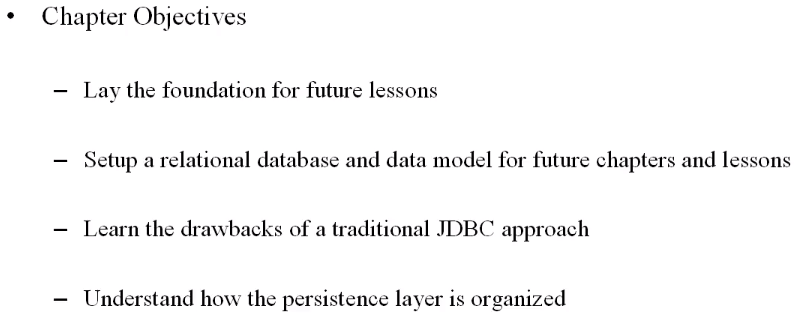 • Chapter Objectives
– Lay the foundation for future lessons
– Setup a relational database and data model for future chapters and lessons
– Learn the drawbacks of a traditional JDBC approach
– Understand how the persistence layer is organized